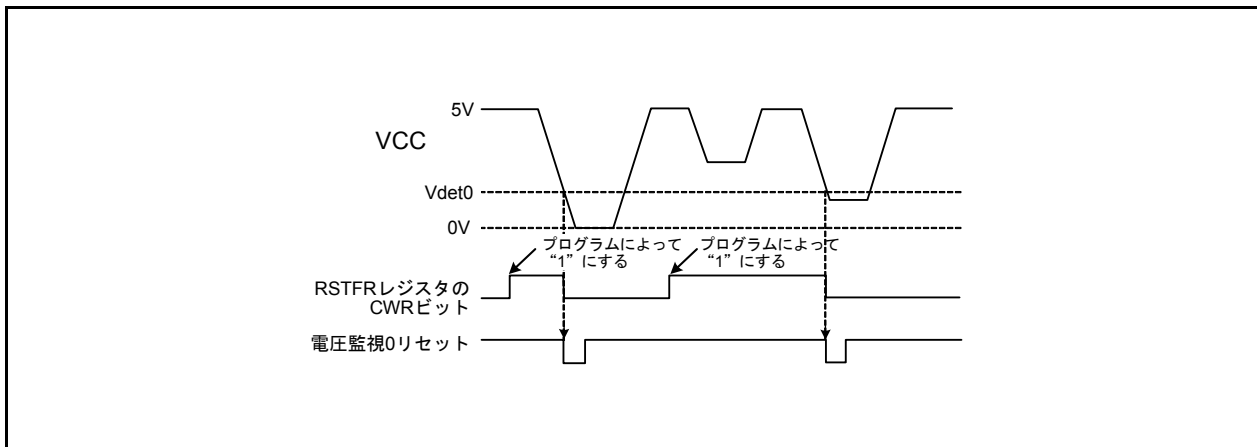 5V
VCC
Vdet0
0V
プログラムによって
“1”にする
プログラムによって
“1”にする
RSTFRレジスタの
CWRビット
電圧監視0リセット